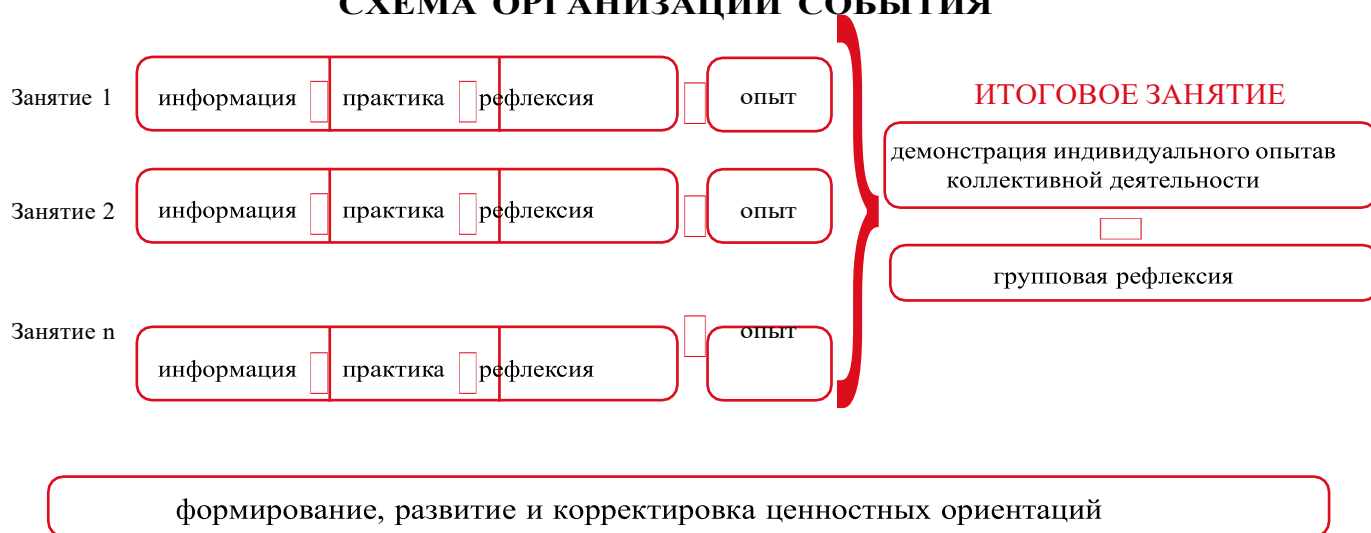 СХЕМА ОРГАНИЗАЦИИ СОБЫТИЯ
Занятие 1 информация практика рефлексия опыт
ИТОГОВОЕ ЗАНЯТИЕ
демонстрация индивидуального опытав
коллективной деятельности
Занятие 2 информация практика рефлексия опыт
групповая рефлексия
Занятие n опыт
информация практика рефлексия
формирование, развитие и корректировка ценностных ориентаций